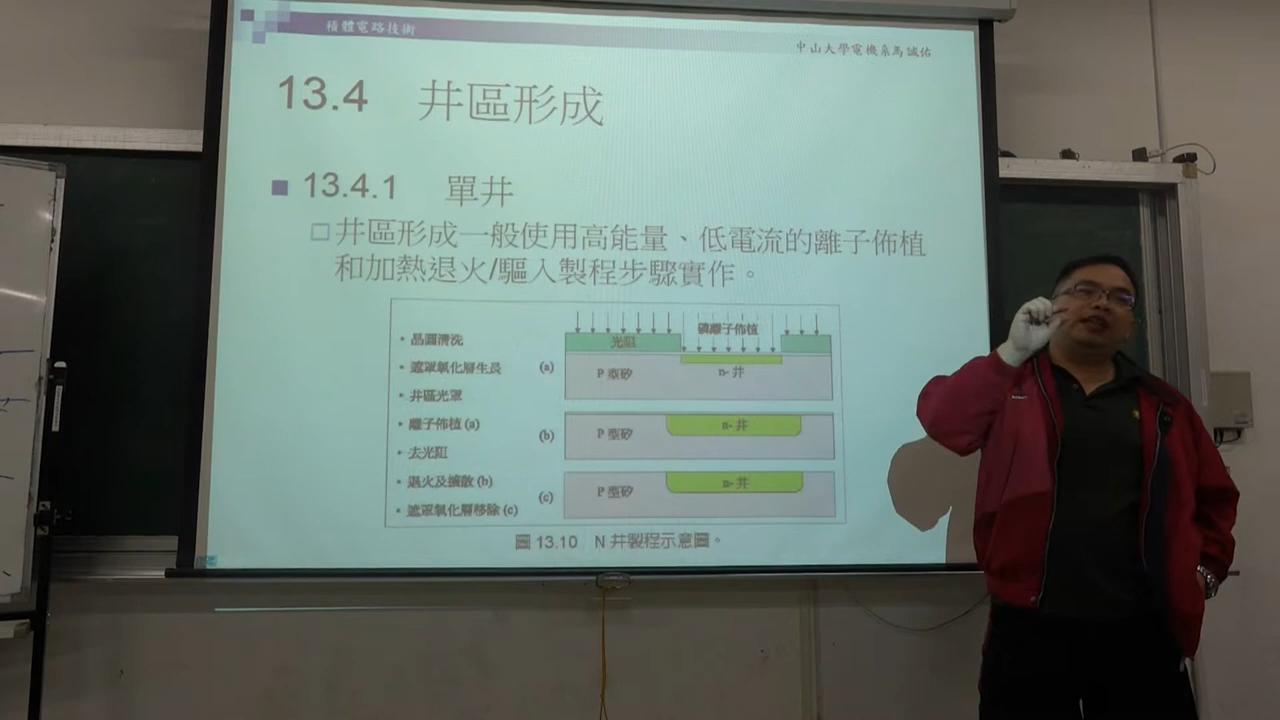 積體電路技術
中山大學電機系馬誠佑
13.4 井區形成
13.4.1 單井
井區形成一般使用高能量、低電流的離子佈植
和加熱退火/驅入製程步驟實作。
• 晶圓清洗
• 遮罩氧化層生長
• 井區光罩
• 離子佈植 (a)
• 去光阻
• 退火及擴散 (b)
• 遮罩氧化層移除 (c)
(a)
磷離子佈植
光阻
P 型矽
n- 井
(b)
P 型矽
n- 井
(c)
P 型矽
n- 井
圖 13.10 N 井製程示意圖。